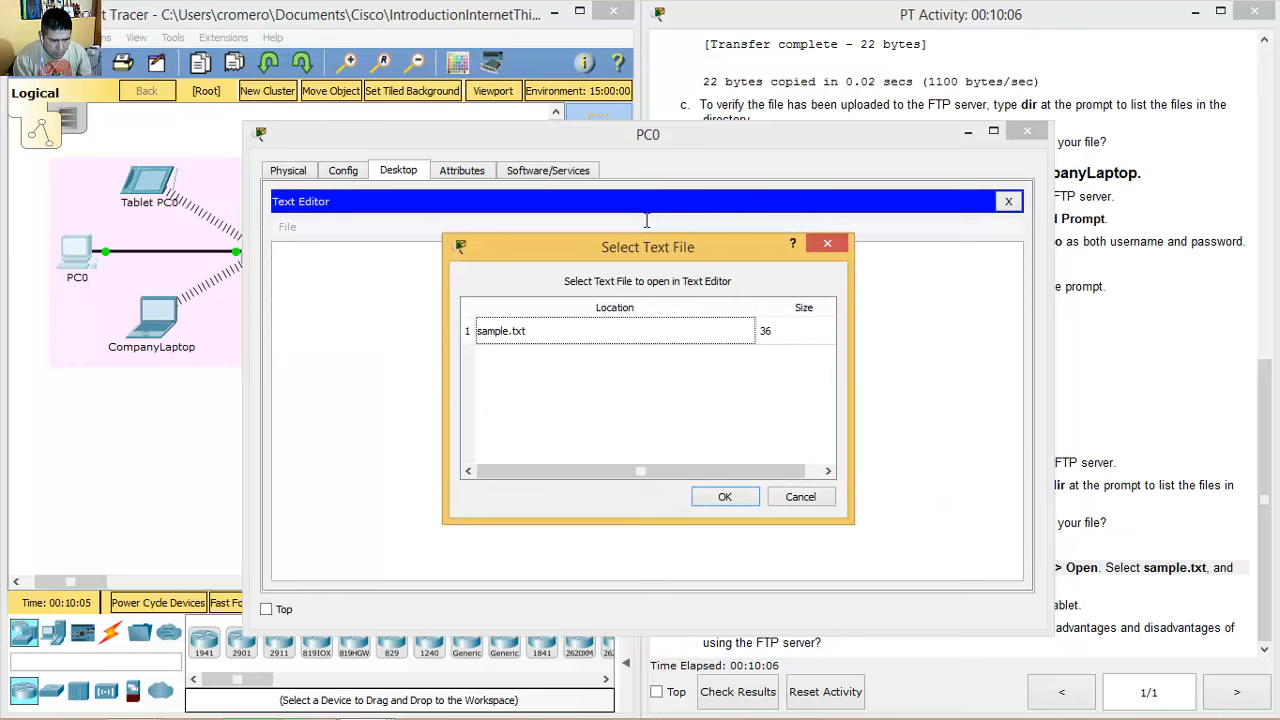 t Tracer - C:\Users\cromero\Documents\Cisco\IntroductionInternetThi...
PT Activity: 00:10:06
ns View Tools Extensions Help
[Transfer complete - 22 bytes]
22 bytes copied in 0.02 secs (1100 bytes/sec)
Logical Back [Root] New Cluster Move Object Set Tiled Background Viewport Environment: 15:00:00
c. To verify the file has been uploaded to the FTP server, type dir at the prompt to list the files in the
directory.
PC0
your file?
Physical Config Desktop Attributes Software/Services
mpanyLaptop.
Tablet PC0
Text Editor X
FTP server.
File
d Prompt.
o as both username and password.
Select Text File
PC0
Select Text File to open in Text Editor
e prompt.
Location Size
1 sample.txt 36
CompanyLaptop
FTP server.
dir at the prompt to list the files in
OK Cancel
your file?
> Open. Select sample.txt, and
Time: 00:10:05 Power Cycle Devices Fast Fo
Top
ablet.
advantages and disadvantages of
using the FTP server?
1941 2901 2911 819IOX 819HGW 829 1240 Generic Generic 1841 2620XM 262
Time Elapsed: 00:10:06
Top Check Results Reset Activity < 1/1 >
(Select a Device to Drag and Drop to the Workspace)